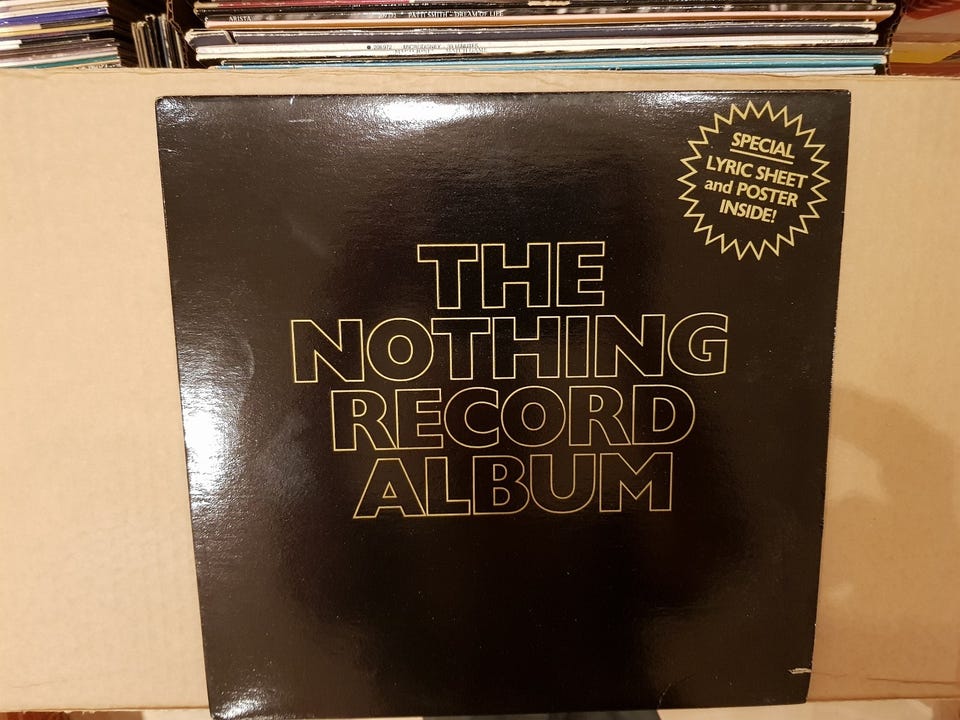 ARISTA
PATTI SMITH - DREAM OF LIFE
SPECIAL
LYRIC SHEET
and POSTER
INSIDE!
THE
NOTHING
RECORD
ALBUM